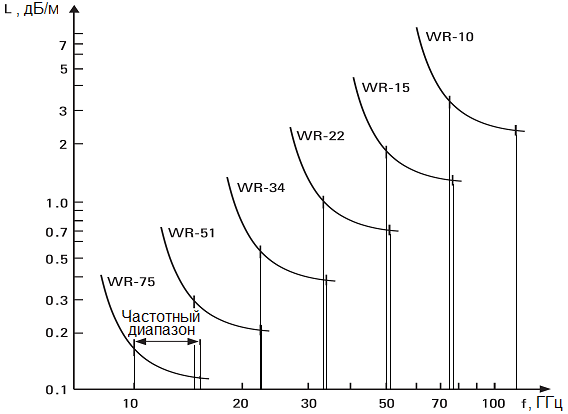 L , дБ/м
7
5
3
2
1.0
0.7
0.5
0.3
0.2
0.1
WR-10
WR-15
WR-22
WR-34
WR-51
WR-75
Частотный
диапазон
10 20 30 50 70 100 f , ГГц